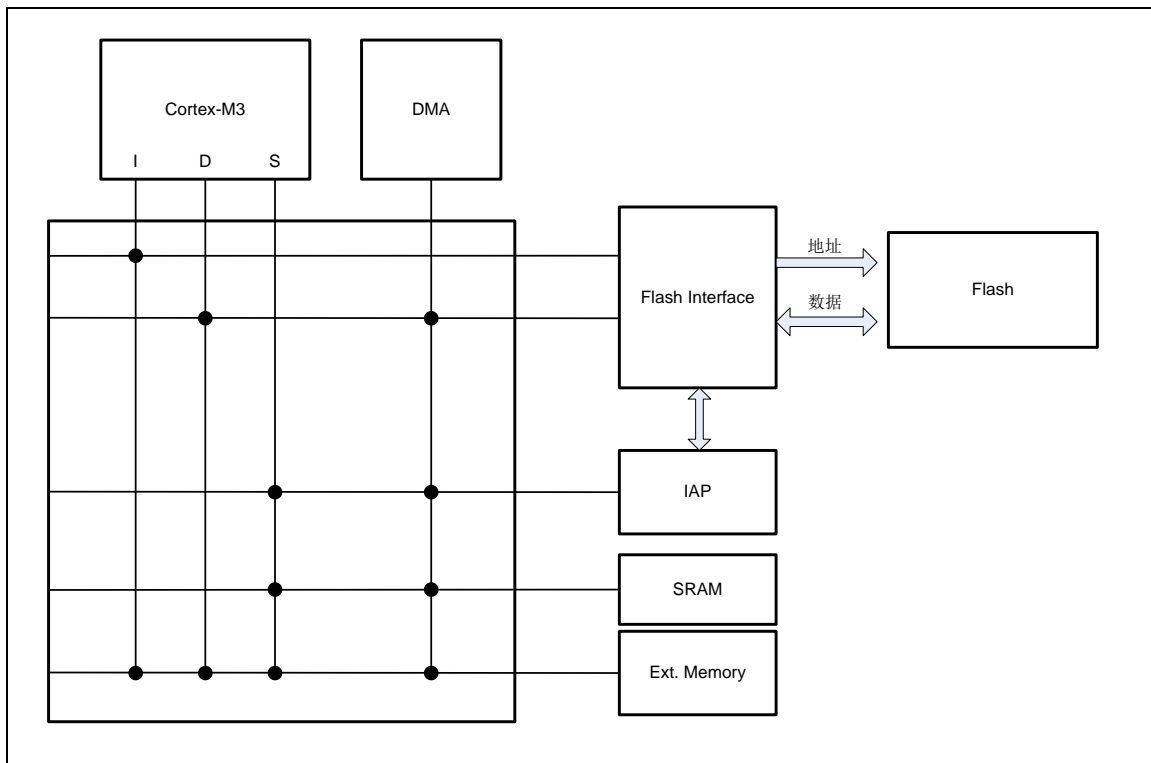 Cortex-M3
DMA
I D S
地址
Flash Interface
Flash
数据
IAP
SRAM
Ext. Memory